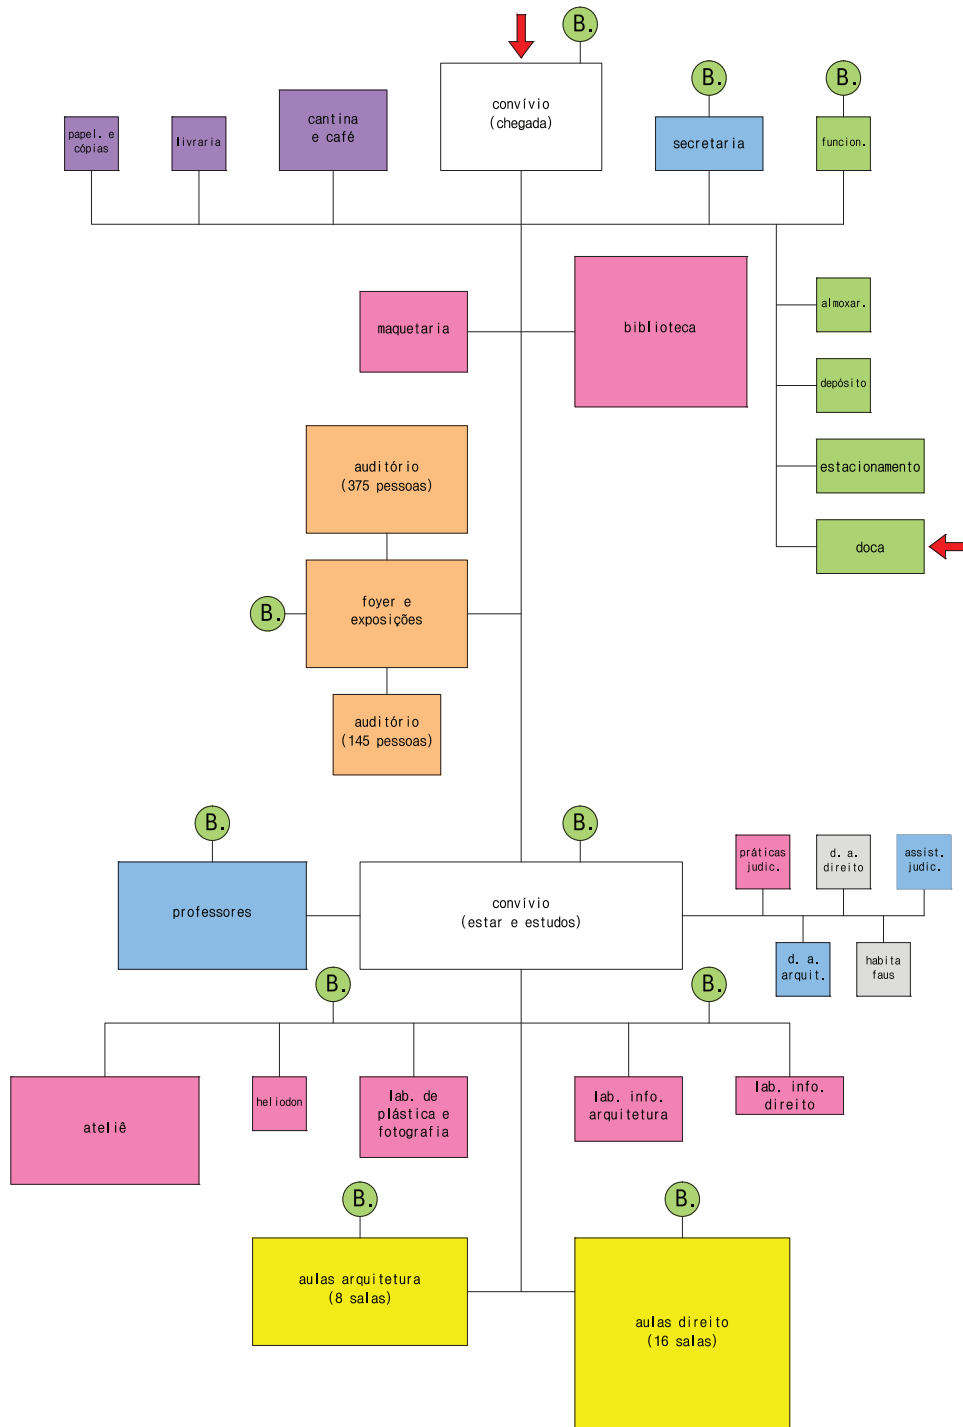 B.
convívio
(chegada)
B.
B.
papel. e
cópias
livraria
cantina
e café
secretaria
funcion.
maquetaria
biblioteca
almoxar.
depósito
estacionamento
doca
auditório
(375 pessoas)
B.
foyer e
exposições
auditório
(145 pessoas)
B.
B.
professores
convívio
(estar e estudos)
práticas
judic.
d. a.
direito
assist.
judic.
d. a.
arquit.
habita
faus
B.
B.
ateliê
heliodon
lab. de
plástica e
fotografia
lab. info.
arquitetura
lab. info.
direito
B.
B.
aulas arquitetura
(8 salas)
aulas direito
(16 salas)